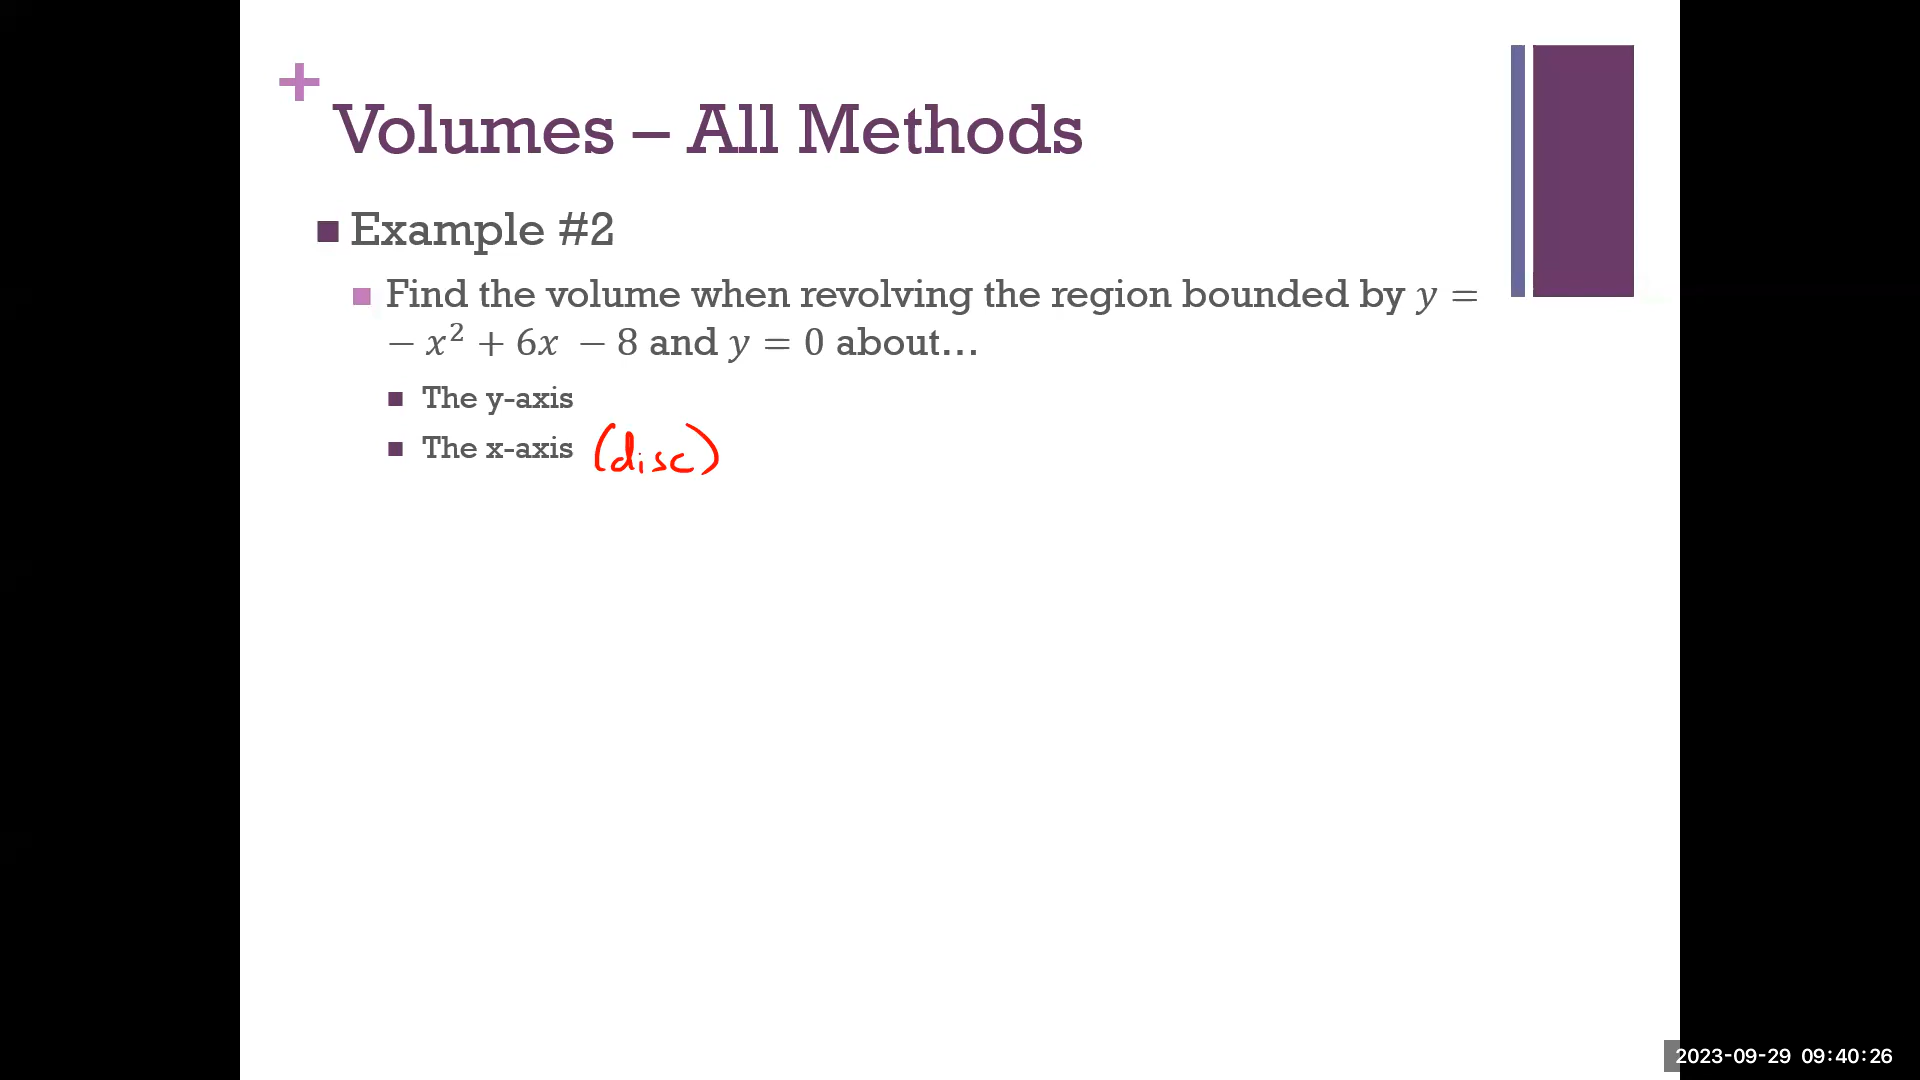 +
Volumes – All Methods
Example #2
Find the volume when revolving the region bounded by y =
− x² + 6x − 8 and y = 0 about…
The y-axis
The x-axis (disc)
2023-09-29 09:40:26